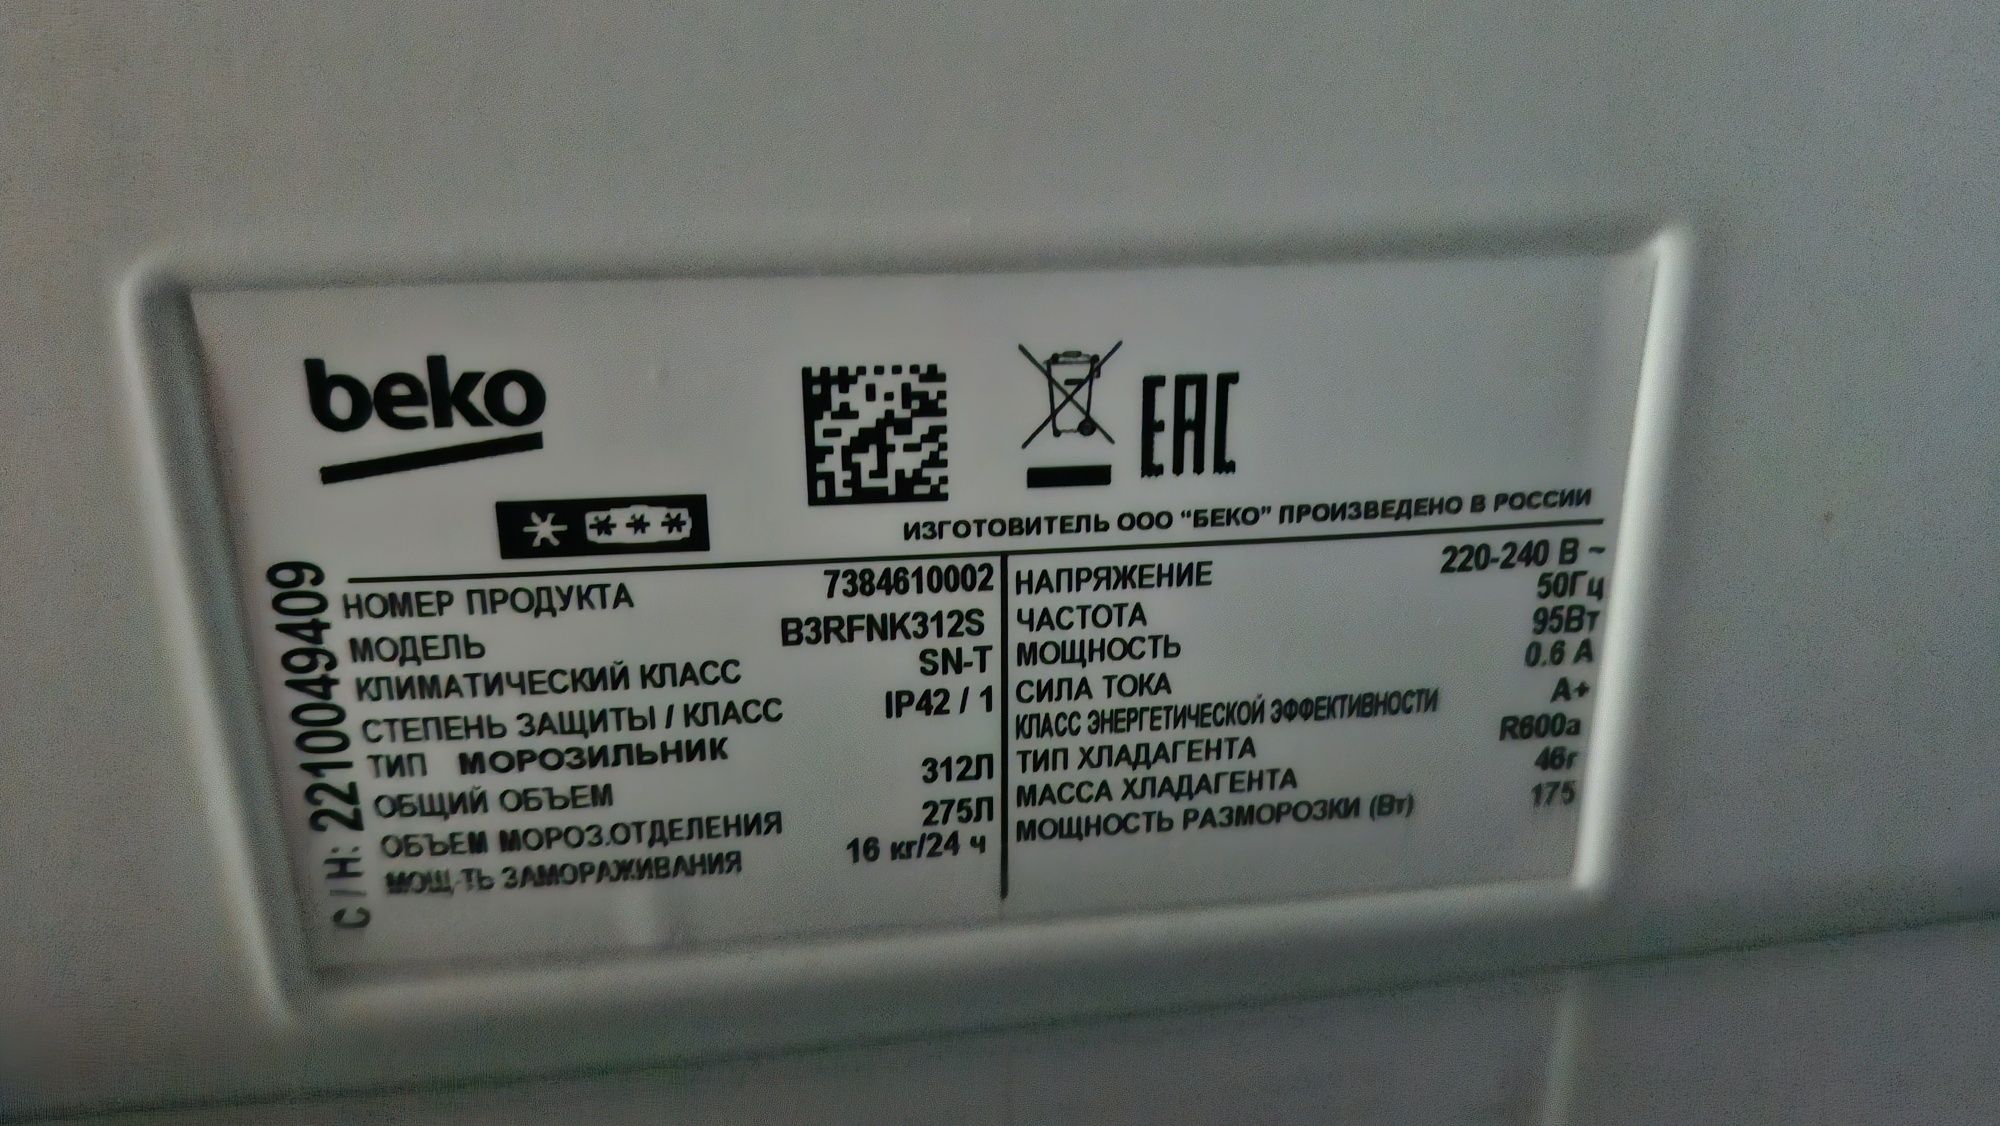 beko
EAC
ИЗГОТОВИТЕЛЬ ООО "БЕКО" ПРОИЗВЕДЕНО В РОССИИ
С / Н: 2210049409
НОМЕР ПРОДУКТА 7384610002
МОДЕЛЬ B3RFNK312S
КЛИМАТИЧЕСКИЙ КЛАСС SN-T
СТЕПЕНЬ ЗАЩИТЫ / КЛАСС IP42 / 1
ТИП МОРОЗИЛЬНИК
ОБЩИЙ ОБЪЕМ 312Л
ОБЪЕМ МОРОЗ.ОТДЕЛЕНИЯ 275Л
МОЩ-ТЬ ЗАМОРАЖИВАНИЯ 16 кг/24 ч
НАПРЯЖЕНИЕ 220-240 В ~
ЧАСТОТА 50Гц
МОЩНОСТЬ 95Вт
СИЛА ТОКА 0.6 А
КЛАСС ЭНЕРГЕТИЧЕСКОЙ ЭФФЕКТИВНОСТИ А+
ТИП ХЛАДАГЕНТА R600a
МАССА ХЛАДАГЕНТА 46г
МОЩНОСТЬ РАЗМОРОЗКИ (Вт) 175